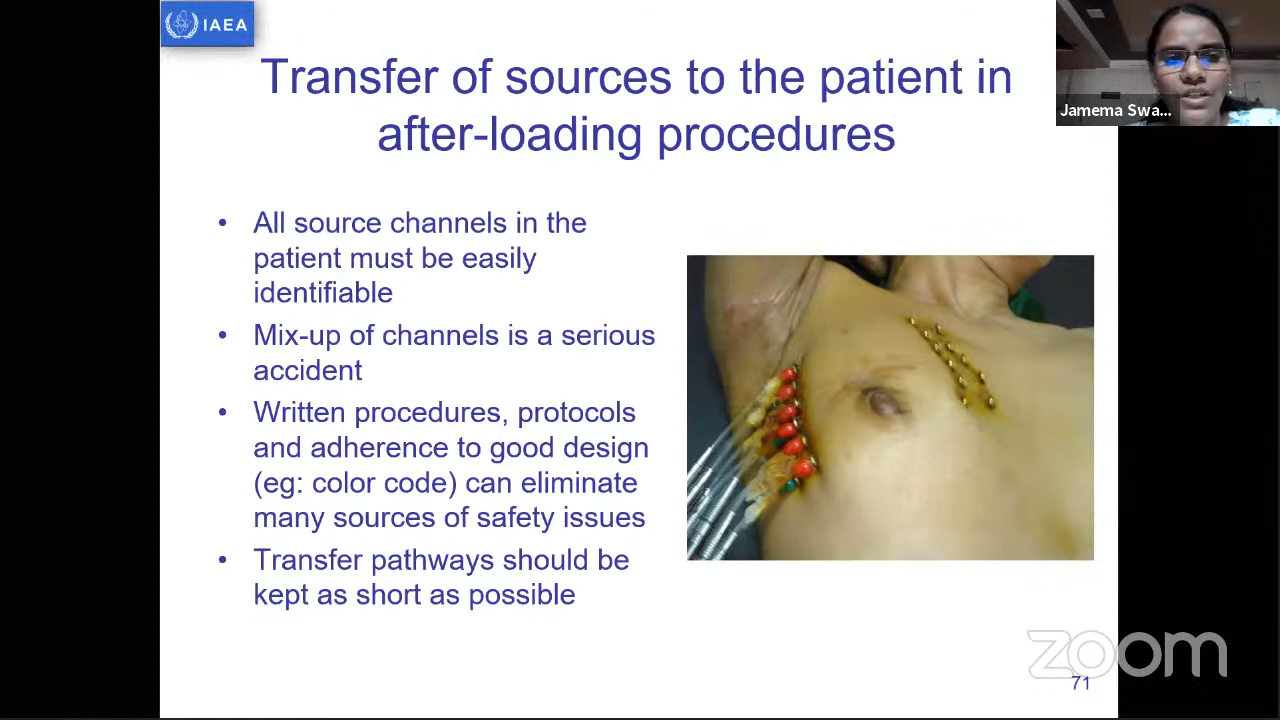 IAEA
Transfer of sources to the patient in
after-loading procedures
Jamema Swa...
• All source channels in the
patient must be easily
identifiable
• Mix-up of channels is a serious
accident
• Written procedures, protocols
and adherence to good design
(eg: color code) can eliminate
many sources of safety issues
• Transfer pathways should be
kept as short as possible
zoom
71